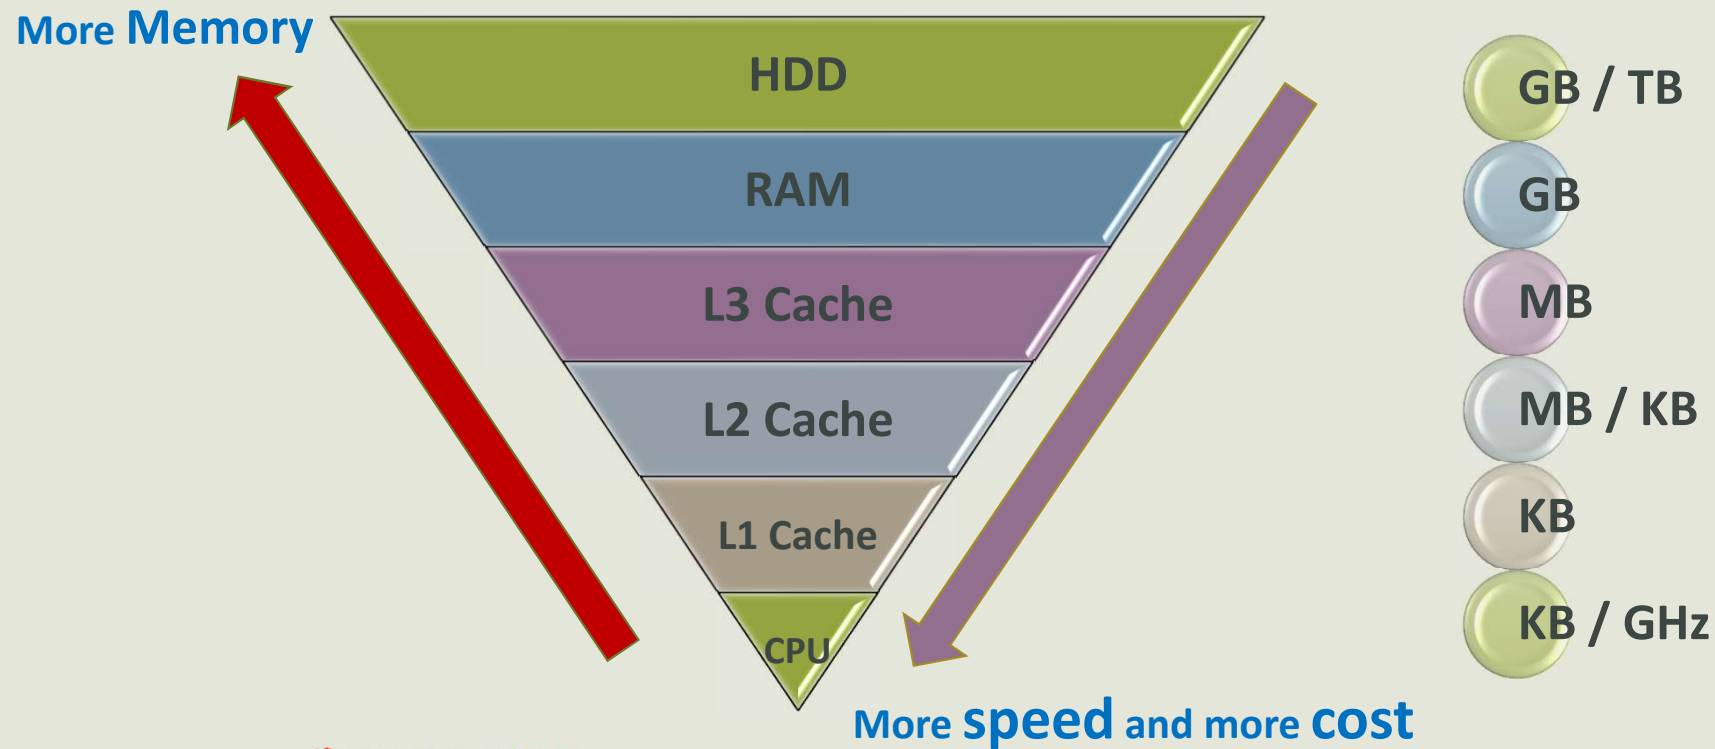 More Memory
HDD
RAM
L3 Cache
L2 Cache
L1 Cache
CPU
GB / TB
GB
MB
MB / KB
KB
KB / GHz
More speed and more cost